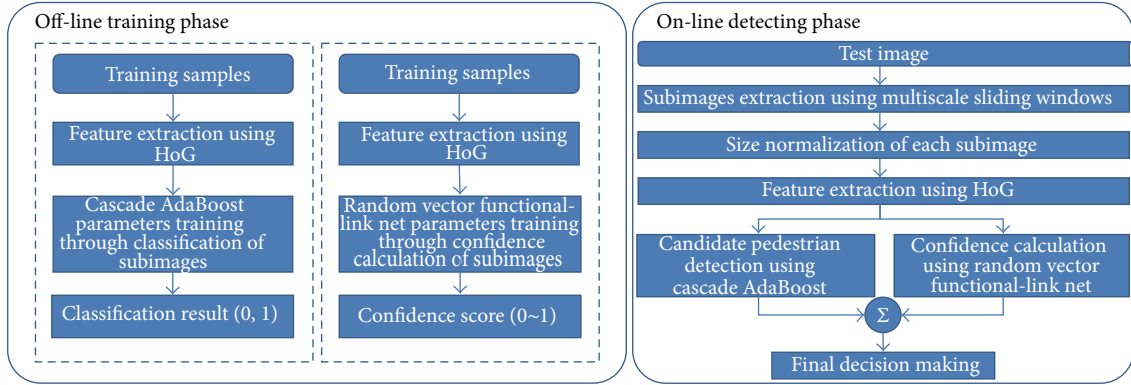 Off-line training phase
Training samples
Feature extraction using
HoG
Cascade AdaBoost
parameters training
through classification of
subimages
Classification result (0, 1)
Training samples
Feature extraction using
HoG
Random vector functional-
link net parameters training
through confidence
calculation of subimages
Confidence score (0~1)
On-line detecting phase
Test image
Subimages extraction using multiscale sliding windows
Size normalization of each subimage
Feature extraction using HoG
Candidate pedestrian
detection using
cascade AdaBoost
Confidence calculation
using random vector
functional-link net
Σ
Final decision making